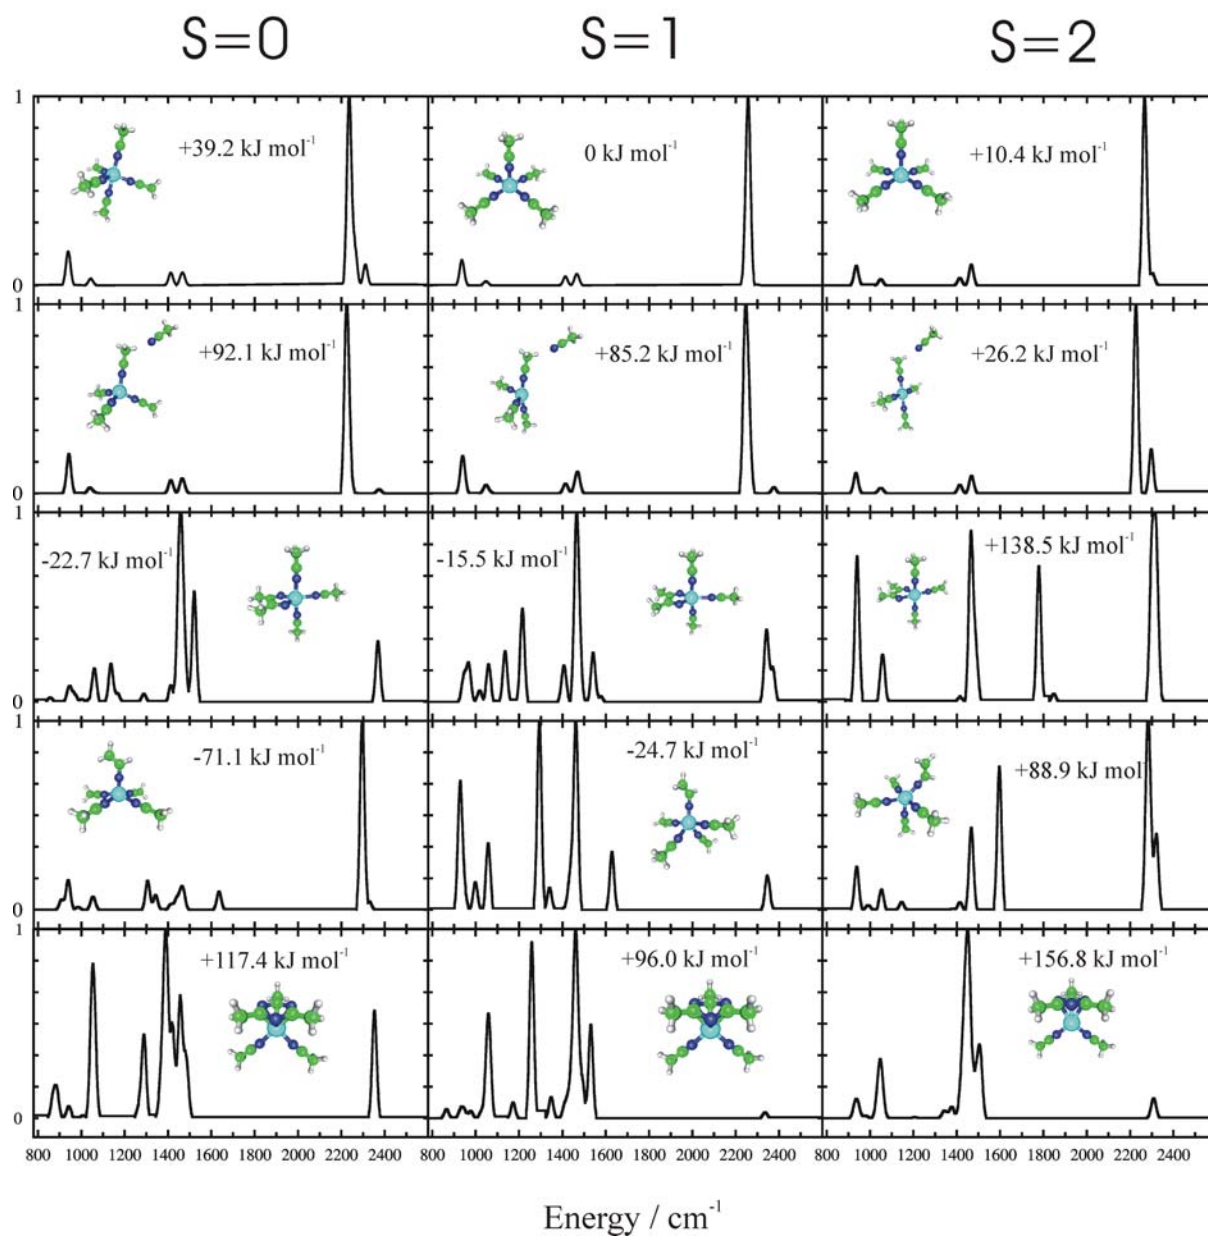 S=0 S=1 S=2
1
+39.2 kJ mol⁻¹ 0 kJ mol⁻¹ +10.4 kJ mol⁻¹
0
+92.1 kJ mol⁻¹ +85.2 kJ mol⁻¹ +26.2 kJ mol⁻¹
0
-22.7 kJ mol⁻¹ -15.5 kJ mol⁻¹ +138.5 kJ mol⁻¹
0
-71.1 kJ mol⁻¹ -24.7 kJ mol⁻¹ +88.9 kJ mol⁻
0
1
+117.4 kJ mol⁻¹ +96.0 kJ mol⁻¹ +156.8 kJ mol⁻¹
0
800 1000 1200 1400 1600 1800 2000 2200 2400 800 1000 1200 1400 1600 1800 2000 2200 2400 800 1000 1200 1400 1600 1800 2000 2200 2400
Energy / cm⁻¹